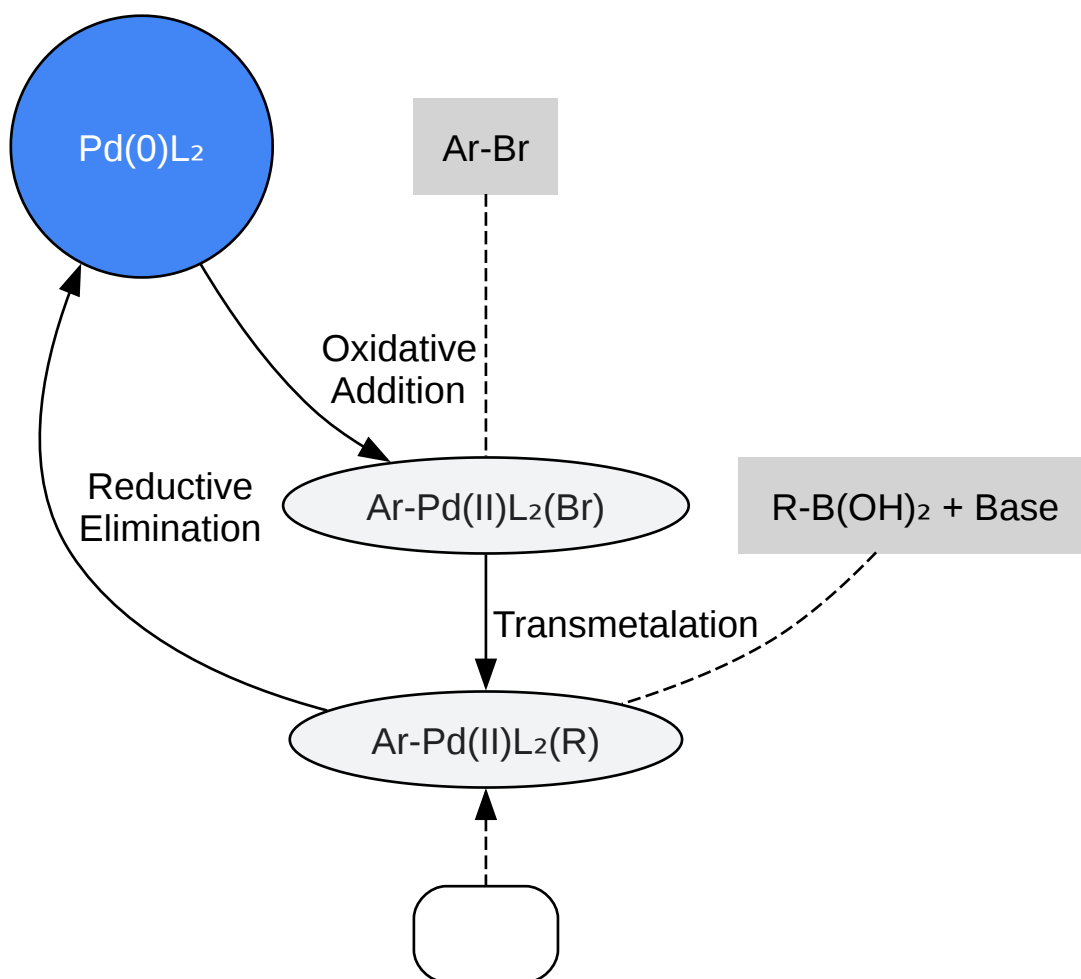 Pd(0)L₂
Ar-Br
Oxidative
Addition
Reductive
Elimination
Ar-Pd(II)L₂(Br)
R-B(OH)₂ + Base
Transmetalation
Ar-Pd(II)L₂(R)